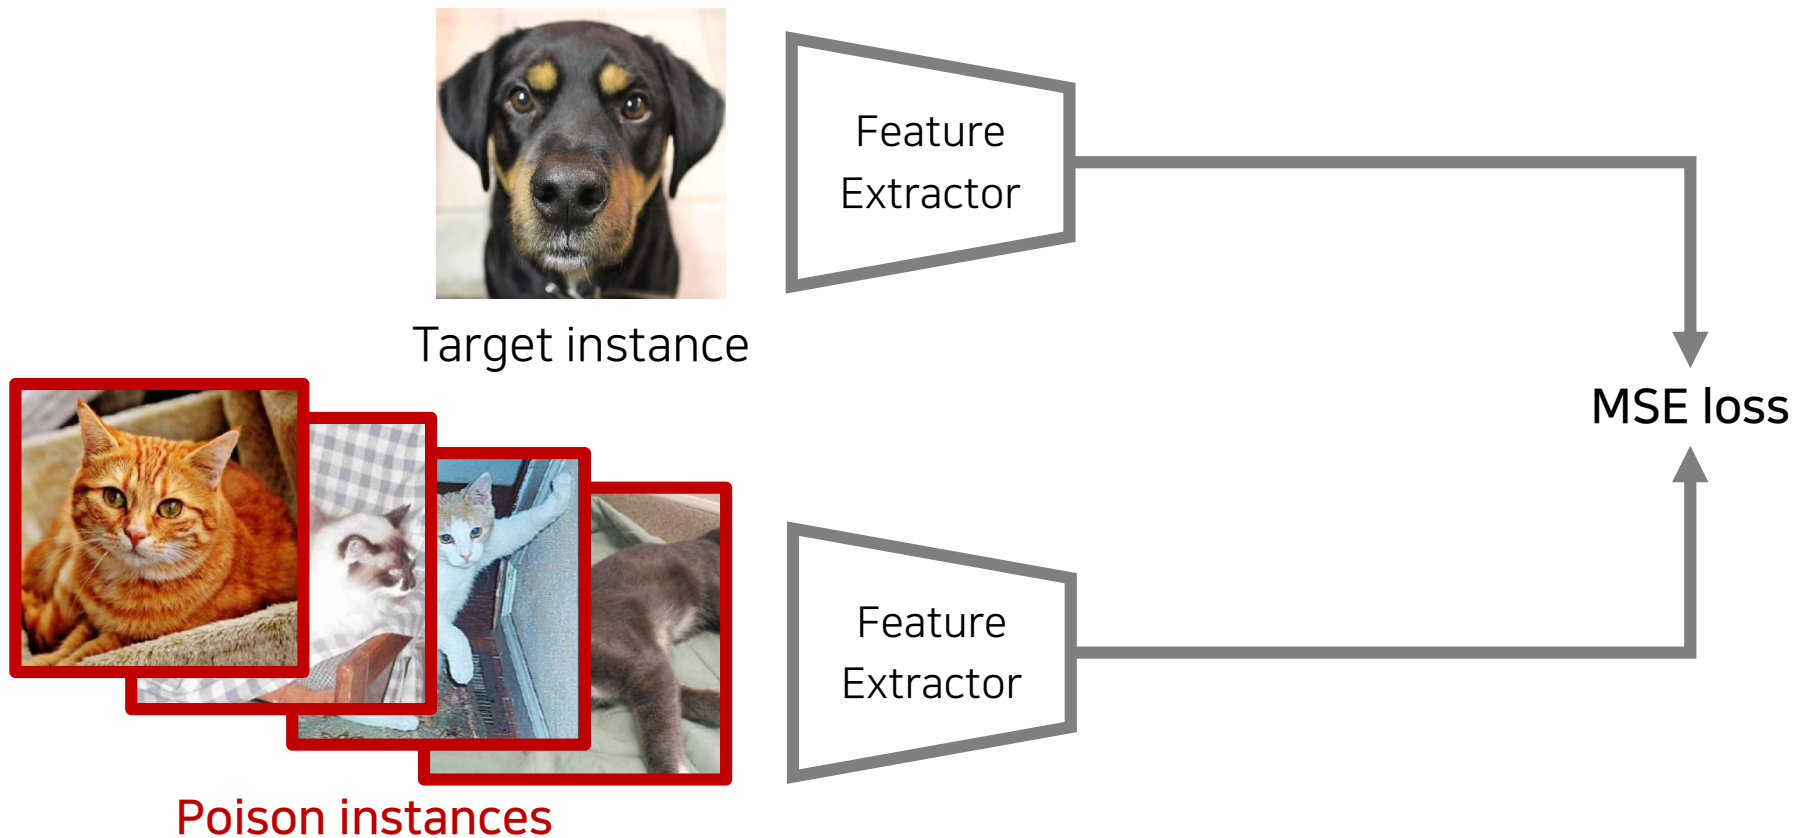 Feature
Extractor
Target instance
MSE loss
Feature
Extractor
Poison instances